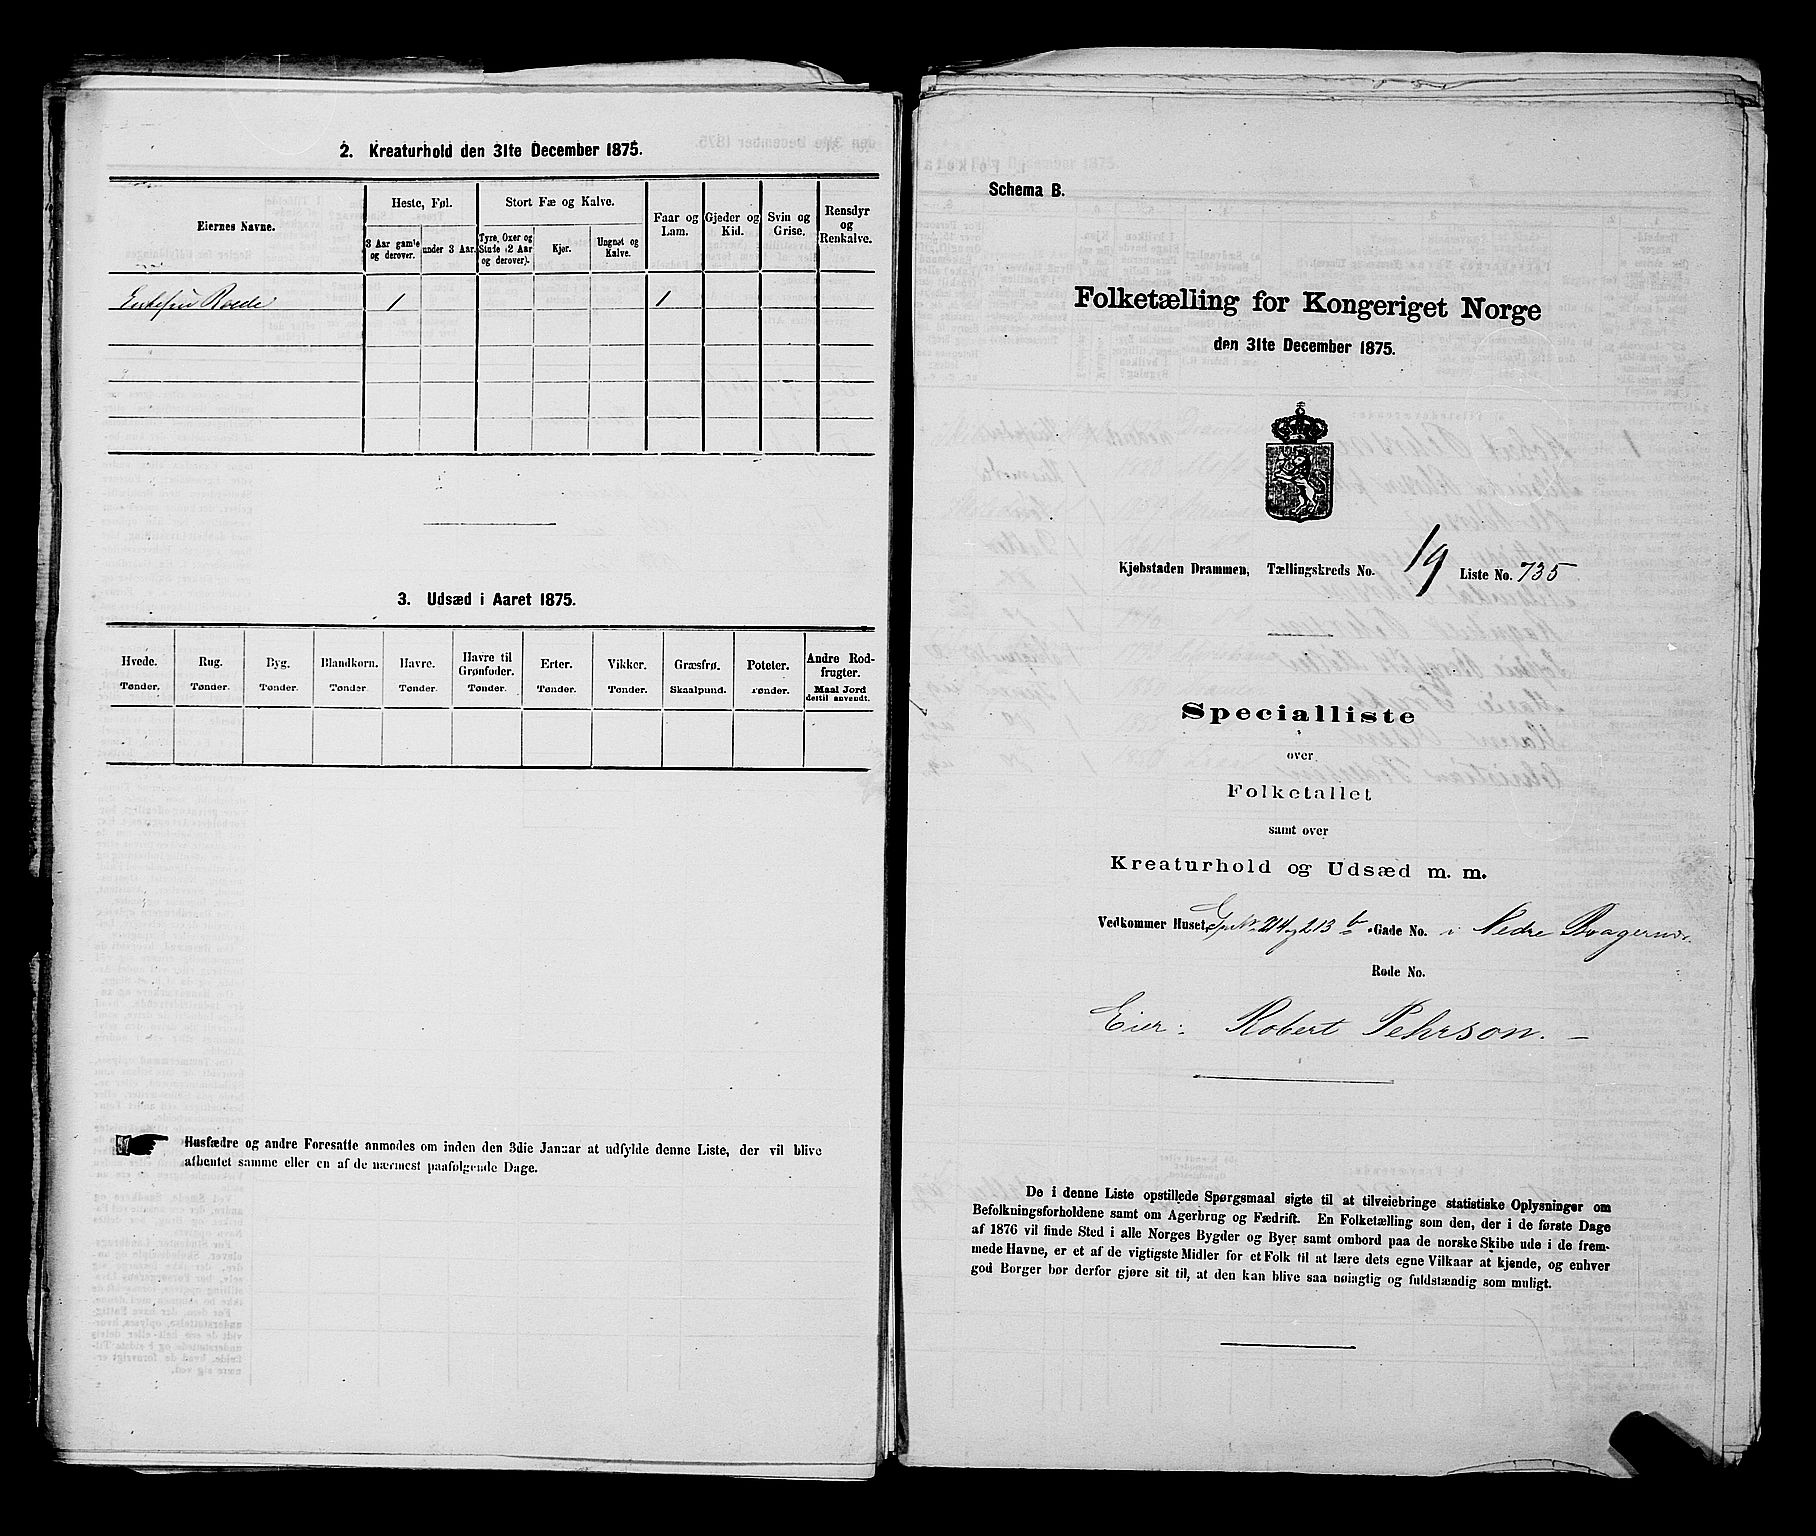 2. Kreaturhold den 31te December 1875.
Eiernes Navne.
Heste, Føl.
3 Aar gamle og derover.
under 3 Aar.
Stort Fæ og Kalve.
Tyre, Oxer og Stude (2 Aar og derover).
Kjør.
Ungnøt og Kalve.
Faar og Lam.
Gjeder og Kid.
Svin og Grise.
Rensdyr og Renkalve.
Enkefru Roede 1 1
3. Udsæd i Aaret 1875.
Hvede. Rug. Byg. Blandkorn. Havre. Havre til Grønfoder. Erter. Vikker. Græsfrø. Poteter. Andre Rodfrugter.
Tønder. Tønder. Tønder. Tønder. Tønder. Tønder. Tønder. Tønder. Skaalpund. Tønder. Maal Jord dertil anvendt.
Husfædre og andre Foresatte anmodes om inden den 3die Januar at udfylde denne Liste, der vil blive
afhentet samme eller en af de nærmest paafølgende Dage.
Schema B.
Folketælling for Kongeriget Norge
den 31te December 1875.
Kjøbstaden Drammen, Tællingskreds No. 19 Liste No. 735
Specialliste
over
Folketallet
samt over
Kreaturhold og Udsæd m. m.
Vedkommer Huset, 214 og 213 b Gade No. i Nedre Bragernæs
Rode No.
Eier: Robert Pehrson. —
De i denne Liste opstillede Spørgsmaal sigte til at tilveiebringe statistiske Oplysninger om
Befolkningsforholdene samt om Agerbrug og Fædrift. En Folketælling som den, der i de første Dage
af 1876 vil finde Sted i alle Norges Bygder og Byer samt ombord paa de norske Skibe ude i de frem-
mede Havne, er et af de vigtigste Midler for et Folk til at lære dets egne Vilkaar at kjende, og enhver
god Borger bør derfor gjøre sit til, at den kan blive saa nøiagtig og fuldstændig som muligt.